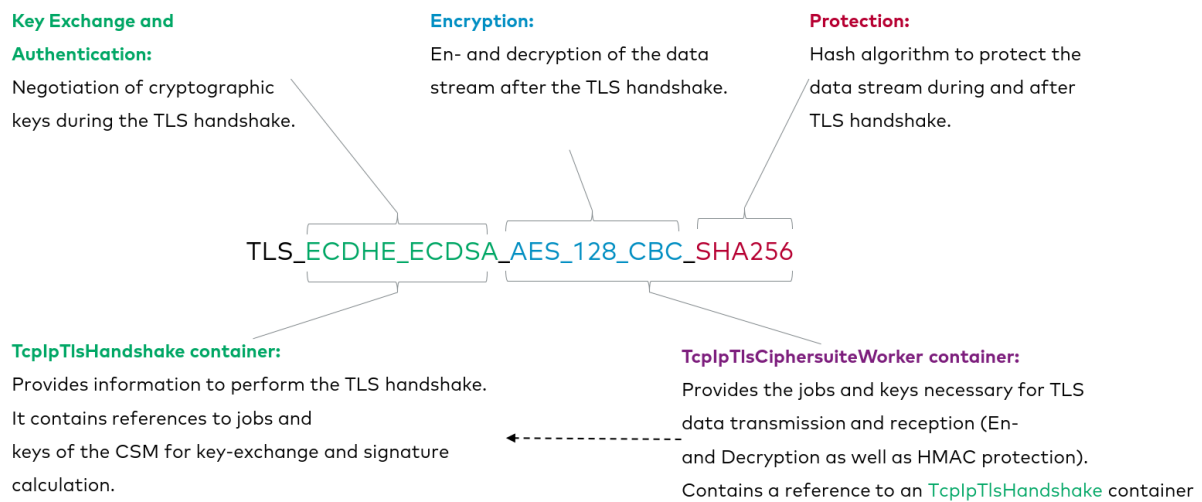 Key Exchange and
Authentication:
Negotiation of cryptographic
keys during the TLS handshake.
Encryption:
En- and decryption of the data
stream after the TLS handshake.
Protection:
Hash algorithm to protect the
data stream during and after
TLS handshake.
TLS_ECDHE_ECDSA_AES_128_CBC_SHA256
TcpIpTlsHandshake container:
Provides information to perform the TLS handshake.
It contains references to jobs and
keys of the CSM for key-exchange and signature
calculation.
TcpIpTlsCiphersuiteWorker container:
Provides the jobs and keys necessary for TLS
data transmission and reception (En-
and Decryption as well as HMAC protection).
Contains a reference to an TcpIpTlsHandshake container